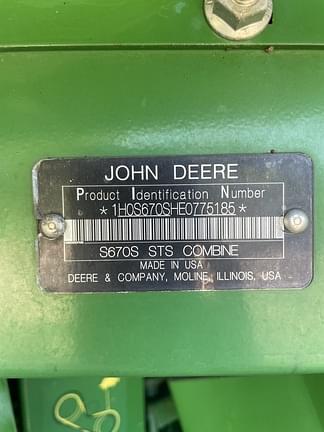 JOHN DEERE
Product Identification Number
*1H0S670SHE0775185*
S670S STS COMBINE
MADE IN USA
DEERE & COMPANY, MOLINE, ILLINOIS, USA